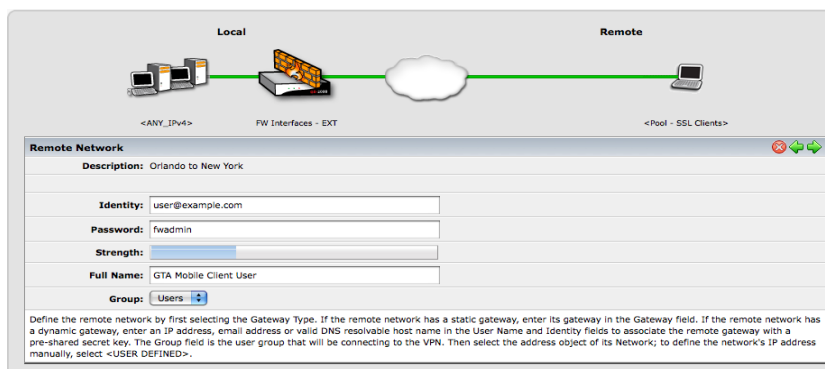 Local Remote
<ANY_IPv4> FW Interfaces - EXT <Pool - SSL Clients>
Remote Network
Description: Orlando to New York
Identity: user@example.com
Password: fwadmin
Strength:
Full Name: GTA Mobile Client User
Group: Users
Define the remote network by first selecting the Gateway Type. If the remote network has a static gateway, enter its gateway in the Gateway field. If the remote network has
a dynamic gateway, enter an IP address, email address or valid DNS resolvable host name in the User Name and Identity fields to associate the remote gateway with a
pre-shared secret key. The Group field is the user group that will be connecting to the VPN. Then select the address object of its Network; to define the network's IP address
manually, select <USER DEFINED>.